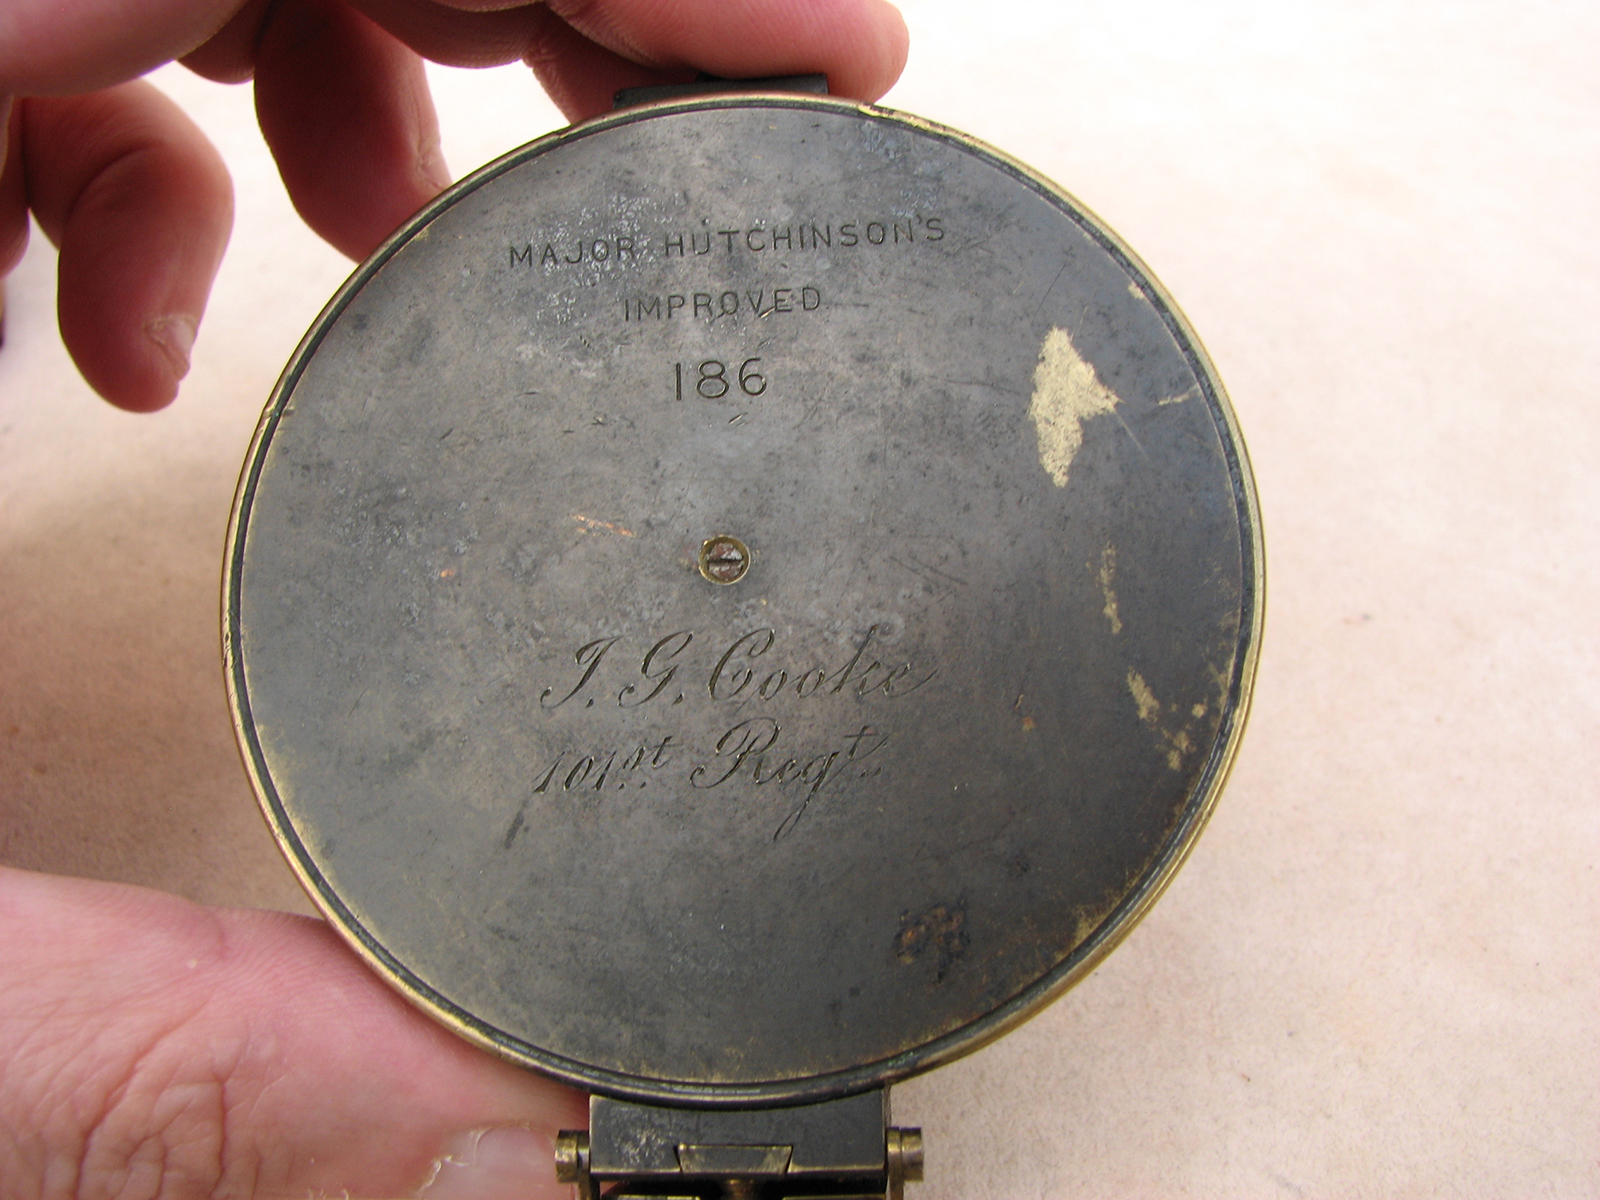 MAJOR HUTCHINSON'S
IMPROVED
186
J. G. Cooke
101st Regt.